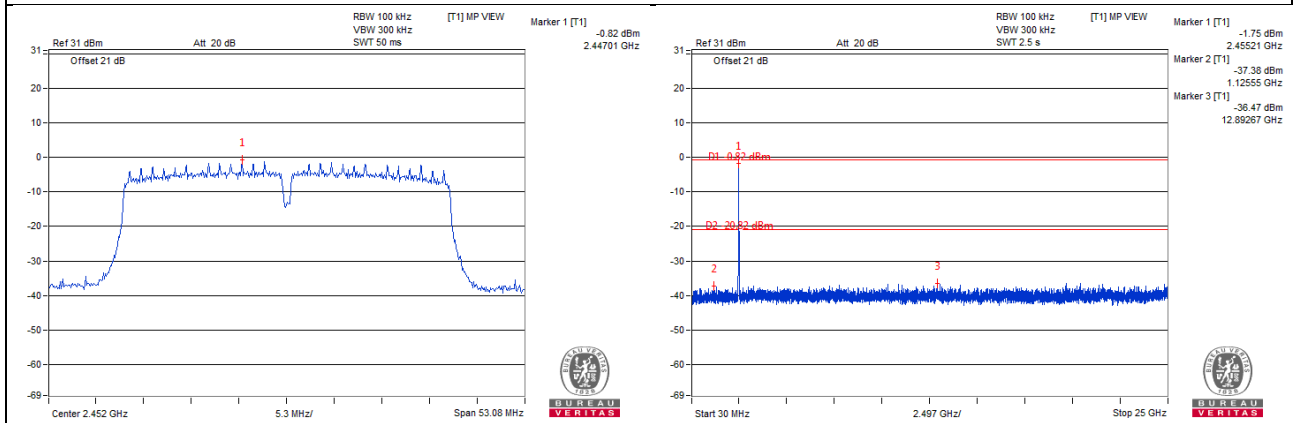 RBW 100 kHz
[T1] MP VIEW
VBW 300 kHz
Ref 31 dBm
Att 20 dB
SWT 50 ms
Marker 1 [T1]
-0.82 dBm
2.44701 GHz
31
Offset 21 dB
20
10
0
-10
-20
-30
-40
-50
-60
-69
1
Center 2.452 GHz
5.3 MHz/
Span 53.08 MHz
BUREAU VERITAS
1828
BUREAU
VERITAS
RBW 100 kHz
[T1] MP VIEW
VBW 300 kHz
Ref 31 dBm
Att 20 dB
SWT 2.5 s
Marker 1 [T1]
-1.75 dBm
2.45521 GHz
Marker 2 [T1]
-37.38 dBm
1.12555 GHz
Marker 3 [T1]
-36.47 dBm
12.89267 GHz
31
Offset 21 dB
20
10
0
-10
-20
-30
-40
-50
-60
-69
1
D1 -0.82 dBm
D2 -20.82 dBm
2
3
Start 30 MHz
2.497 GHz/
Stop 25 GHz
BUREAU VERITAS
1828
BUREAU
VERITAS